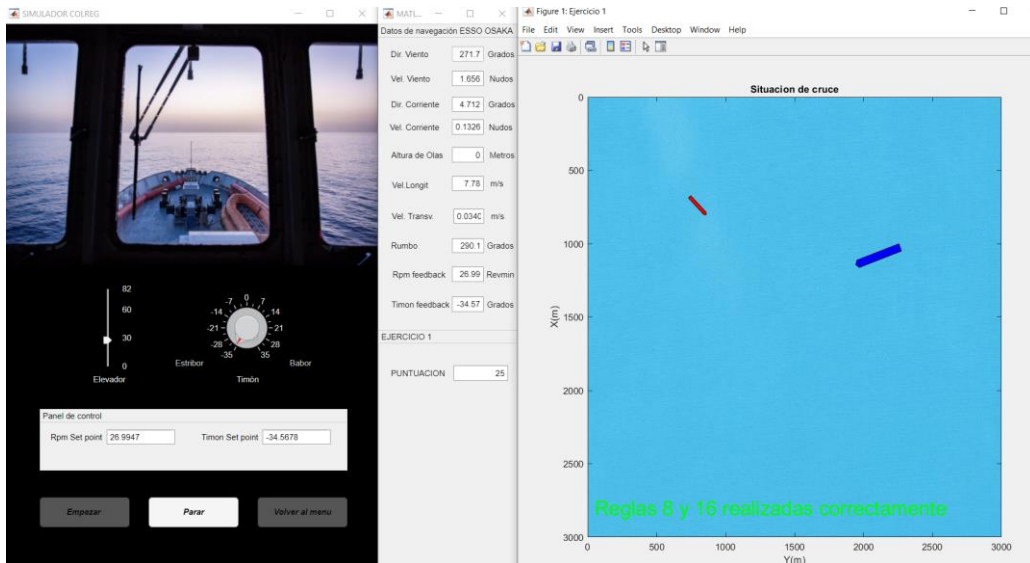 SIMULADOR COLREG
82
60
30
0
Elevador
-7 0 7
-14 14
-21 21
-28 28
-35 35
Estribor Babor
Timón
Panel de control
Rpm Set point 26.9947 Timon Set point -34.5678
Empezar Parar Volver al menu
MATL...
Datos de navegación ESSO OSAKA
Dir. Viento 271.7 Grados
Vel. Viento 1.656 Nudos
Dir. Corriente 4.712 Grados
Vel. Corriente 0.1326 Nudos
Altura de Olas 0 Metros
Vel.Longit 7.78 m/s
Vel. Transv. 0.0340 m/s
Rumbo 290.1 Grados
Rpm feedback 26.99 Revmin
Timon feedback -34.57 Grados
EJERCICIO 1
PUNTUACION 25
Figure 1: Ejercicio 1
File Edit View Insert Tools Desktop Window Help
Situacion de cruce
0
500
1000
1500
2000
2500
3000
X(m)
Reglas 8 y 16 realizadas correctamente
0 500 1000 1500 2000 2500 3000
Y(m)